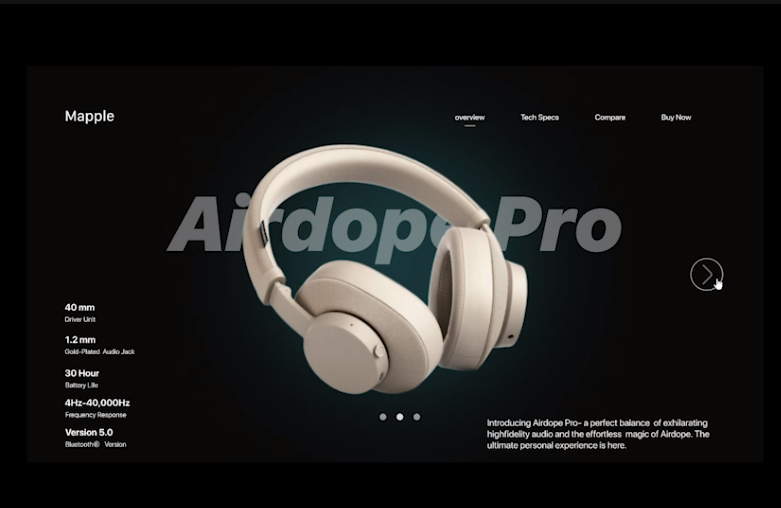 Mapple
overview Tech Specs Compare Buy Now
Airdope Pro
40 mm
Driver Unit
1.2 mm
Gold-Plated Audio Jack
30 Hour
Battery Life
4Hz-40,000Hz
Frequency Response
Version 5.0
Bluetooth® Version
Introducing Airdope Pro- a perfect balance of exhilarating
highfidelity audio and the effortless magic of Airdope. The
ultimate personal experience is here.